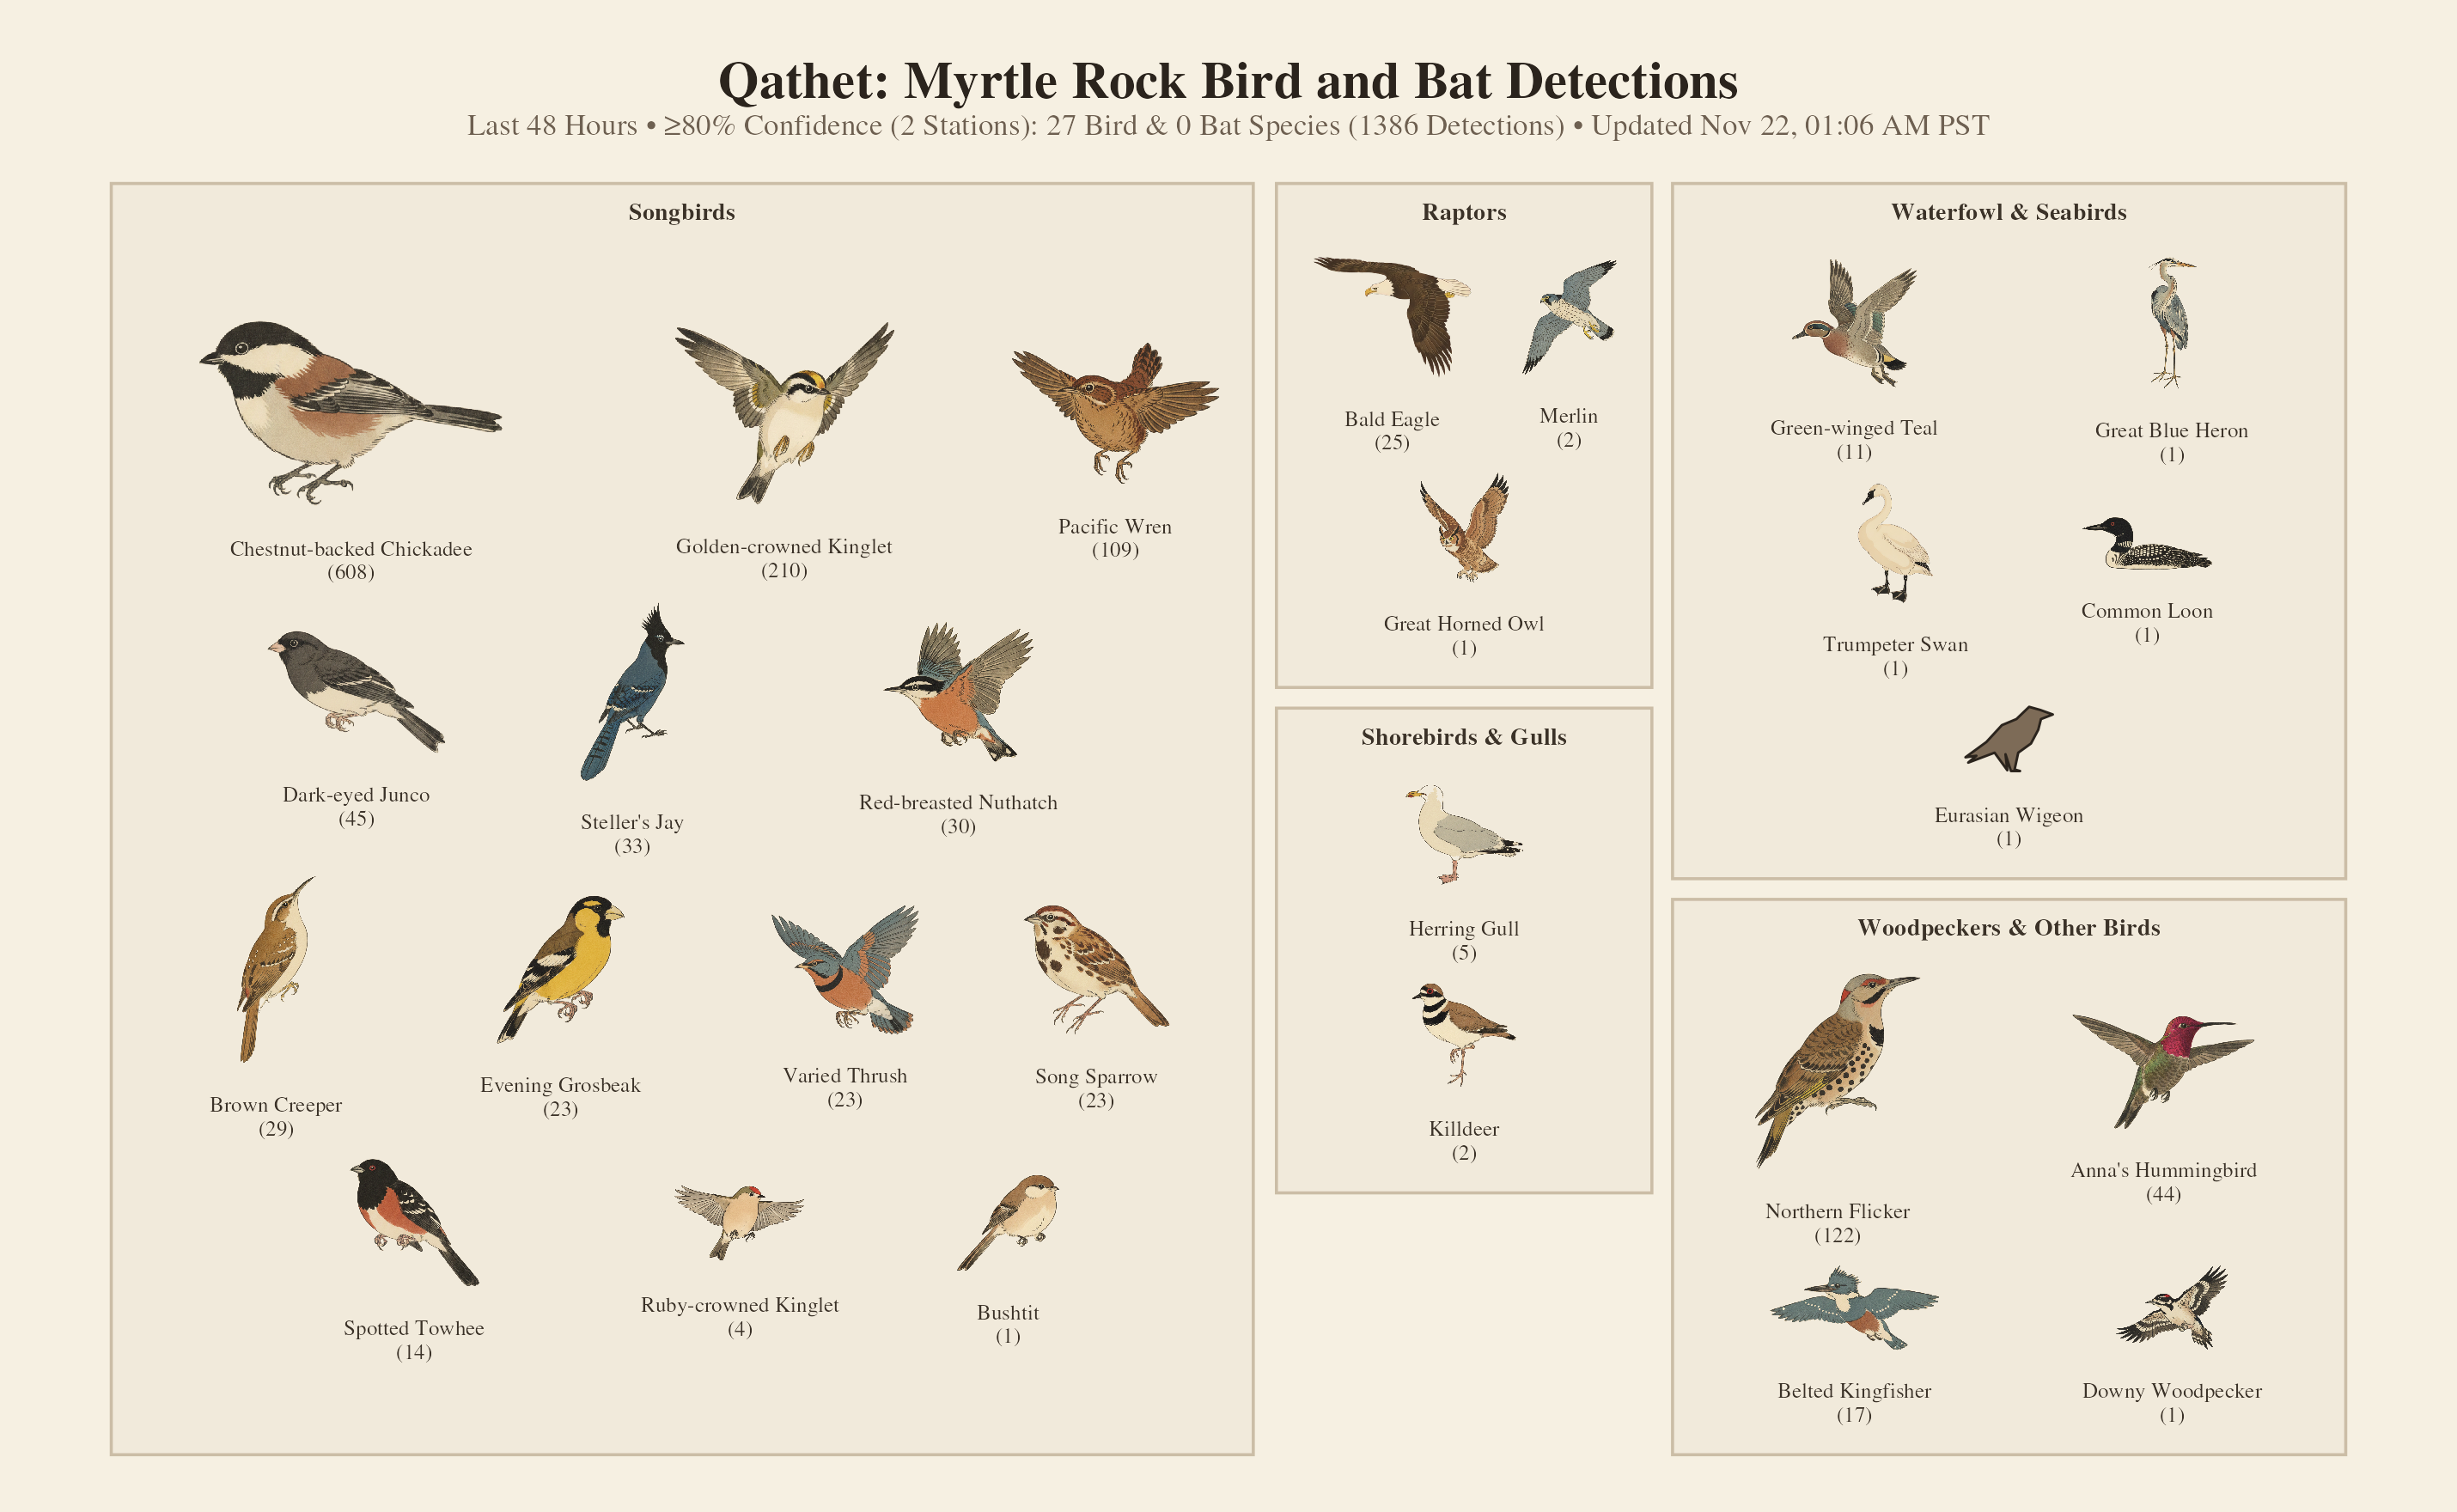 Qathet: Myrtle Rock Bird and Bat Detections
Last 48 Hours • ≥80% Confidence (2 Stations): 27 Bird & 0 Bat Species (1386 Detections) • Updated Nov 22, 01:06 AM PST
Songbirds
Chestnut-backed Chickadee
(608)
Golden-crowned Kinglet
(210)
Pacific Wren
(109)
Dark-eyed Junco
(45)
Steller's Jay
(33)
Red-breasted Nuthatch
(30)
Brown Creeper
(29)
Evening Grosbeak
(23)
Varied Thrush
(23)
Song Sparrow
(23)
Spotted Towhee
(14)
Ruby-crowned Kinglet
(4)
Bushtit
(1)
Raptors
Bald Eagle
(25)
Merlin
(2)
Great Horned Owl
(1)
Shorebirds & Gulls
Herring Gull
(5)
Killdeer
(2)
Waterfowl & Seabirds
Green-winged Teal
(11)
Great Blue Heron
(1)
Trumpeter Swan
(1)
Common Loon
(1)
Eurasian Wigeon
(1)
Woodpeckers & Other Birds
Northern Flicker
(122)
Anna's Hummingbird
(44)
Belted Kingfisher
(17)
Downy Woodpecker
(1)